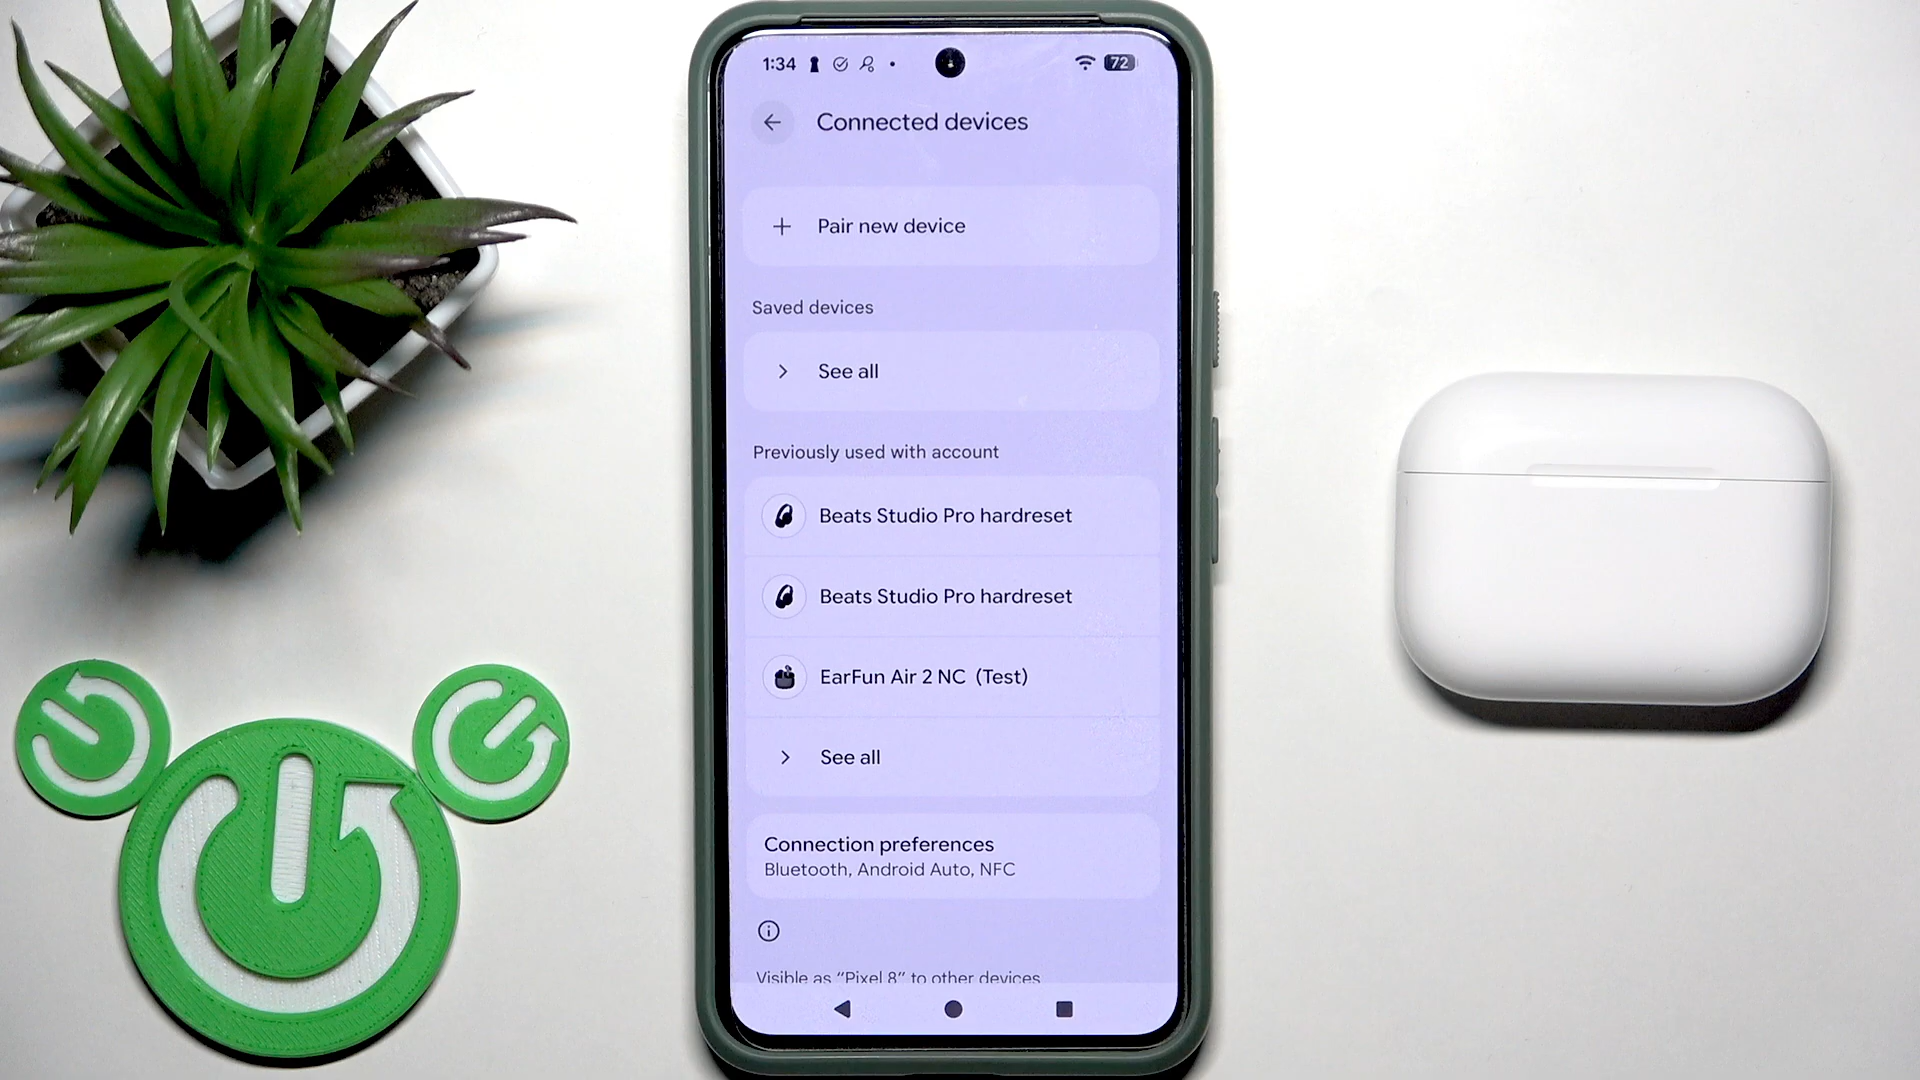 1:34
72
Connected devices
Pair new device
Saved devices
See all
Previously used with account
Beats Studio Pro hardreset
Beats Studio Pro hardreset
EarFun Air 2 NC (Test)
See all
Connection preferences
Bluetooth, Android Auto, NFC
Visible as “Pixel 8” to other devices